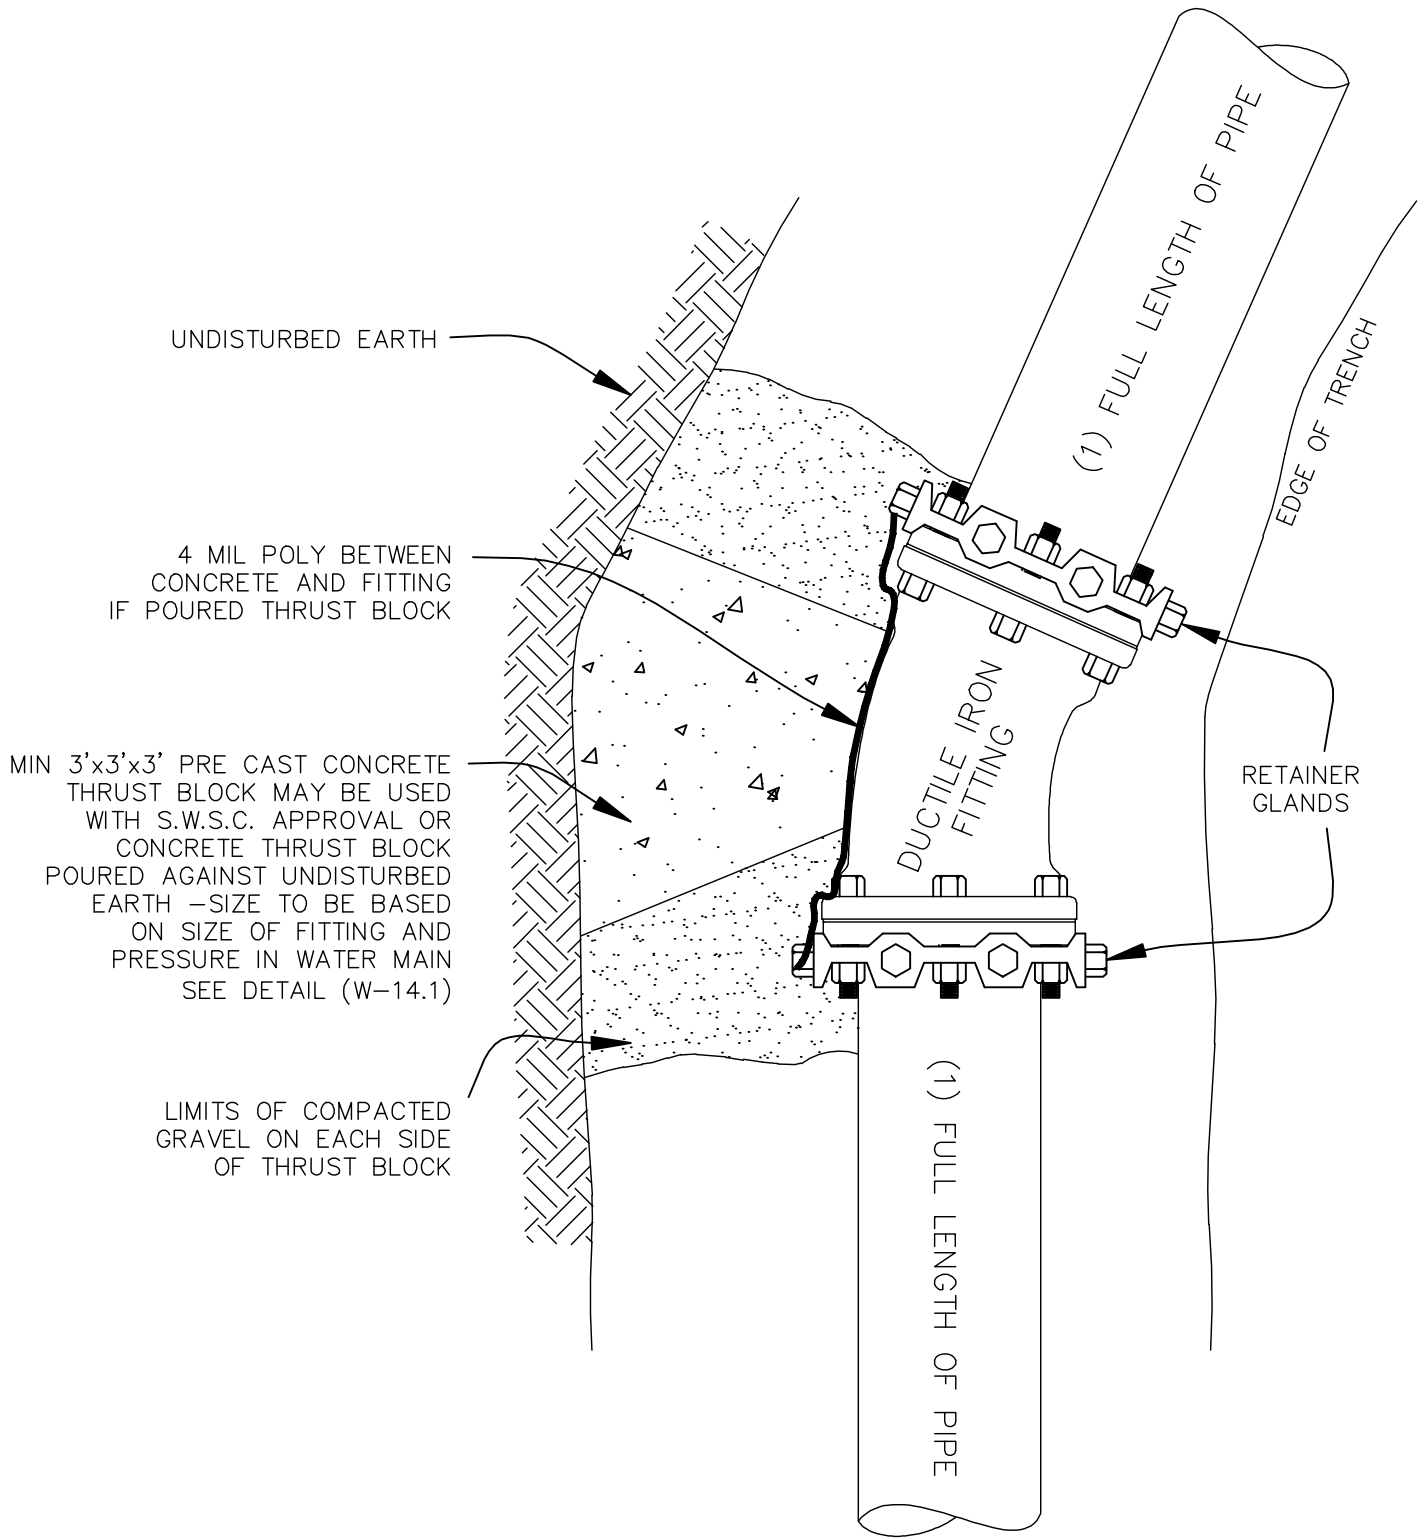 (1) FULL LENGTH OF PIPE
UNDISTURBED EARTH
EDGE OF TRENCH
4 MIL POLY BETWEEN
CONCRETE AND FITTING
IF POURED THRUST BLOCK
DUCTILE IRON
FITTING
MIN 3'x3'x3' PRE CAST CONCRETE
THRUST BLOCK MAY BE USED
WITH S.W.S.C. APPROVAL OR
CONCRETE THRUST BLOCK
POURED AGAINST UNDISTURBED
EARTH -SIZE TO BE BASED
ON SIZE OF FITTING AND
PRESSURE IN WATER MAIN
SEE DETAIL (W-14.1)
RETAINER
GLANDS
LIMITS OF COMPACTED
GRAVEL ON EACH SIDE
OF THRUST BLOCK
(1) FULL LENGTH OF PIPE